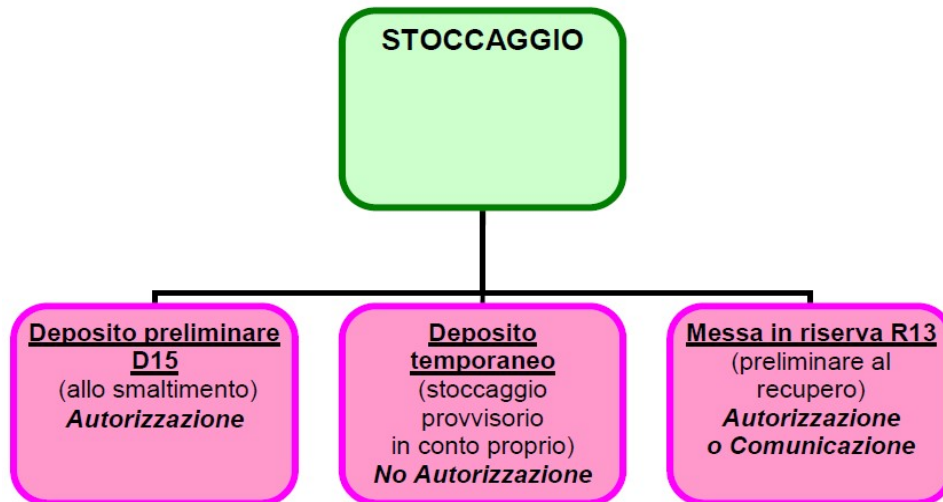 STOCCAGGIO
Deposito preliminare
D15
(allo smaltimento)
Autorizzazione
Deposito
temporaneo
(stoccaggio
provvisorio
in conto proprio)
No Autorizzazione
Messa in riserva R13
(preliminare al
recupero)
Autorizzazione
o Comunicazione